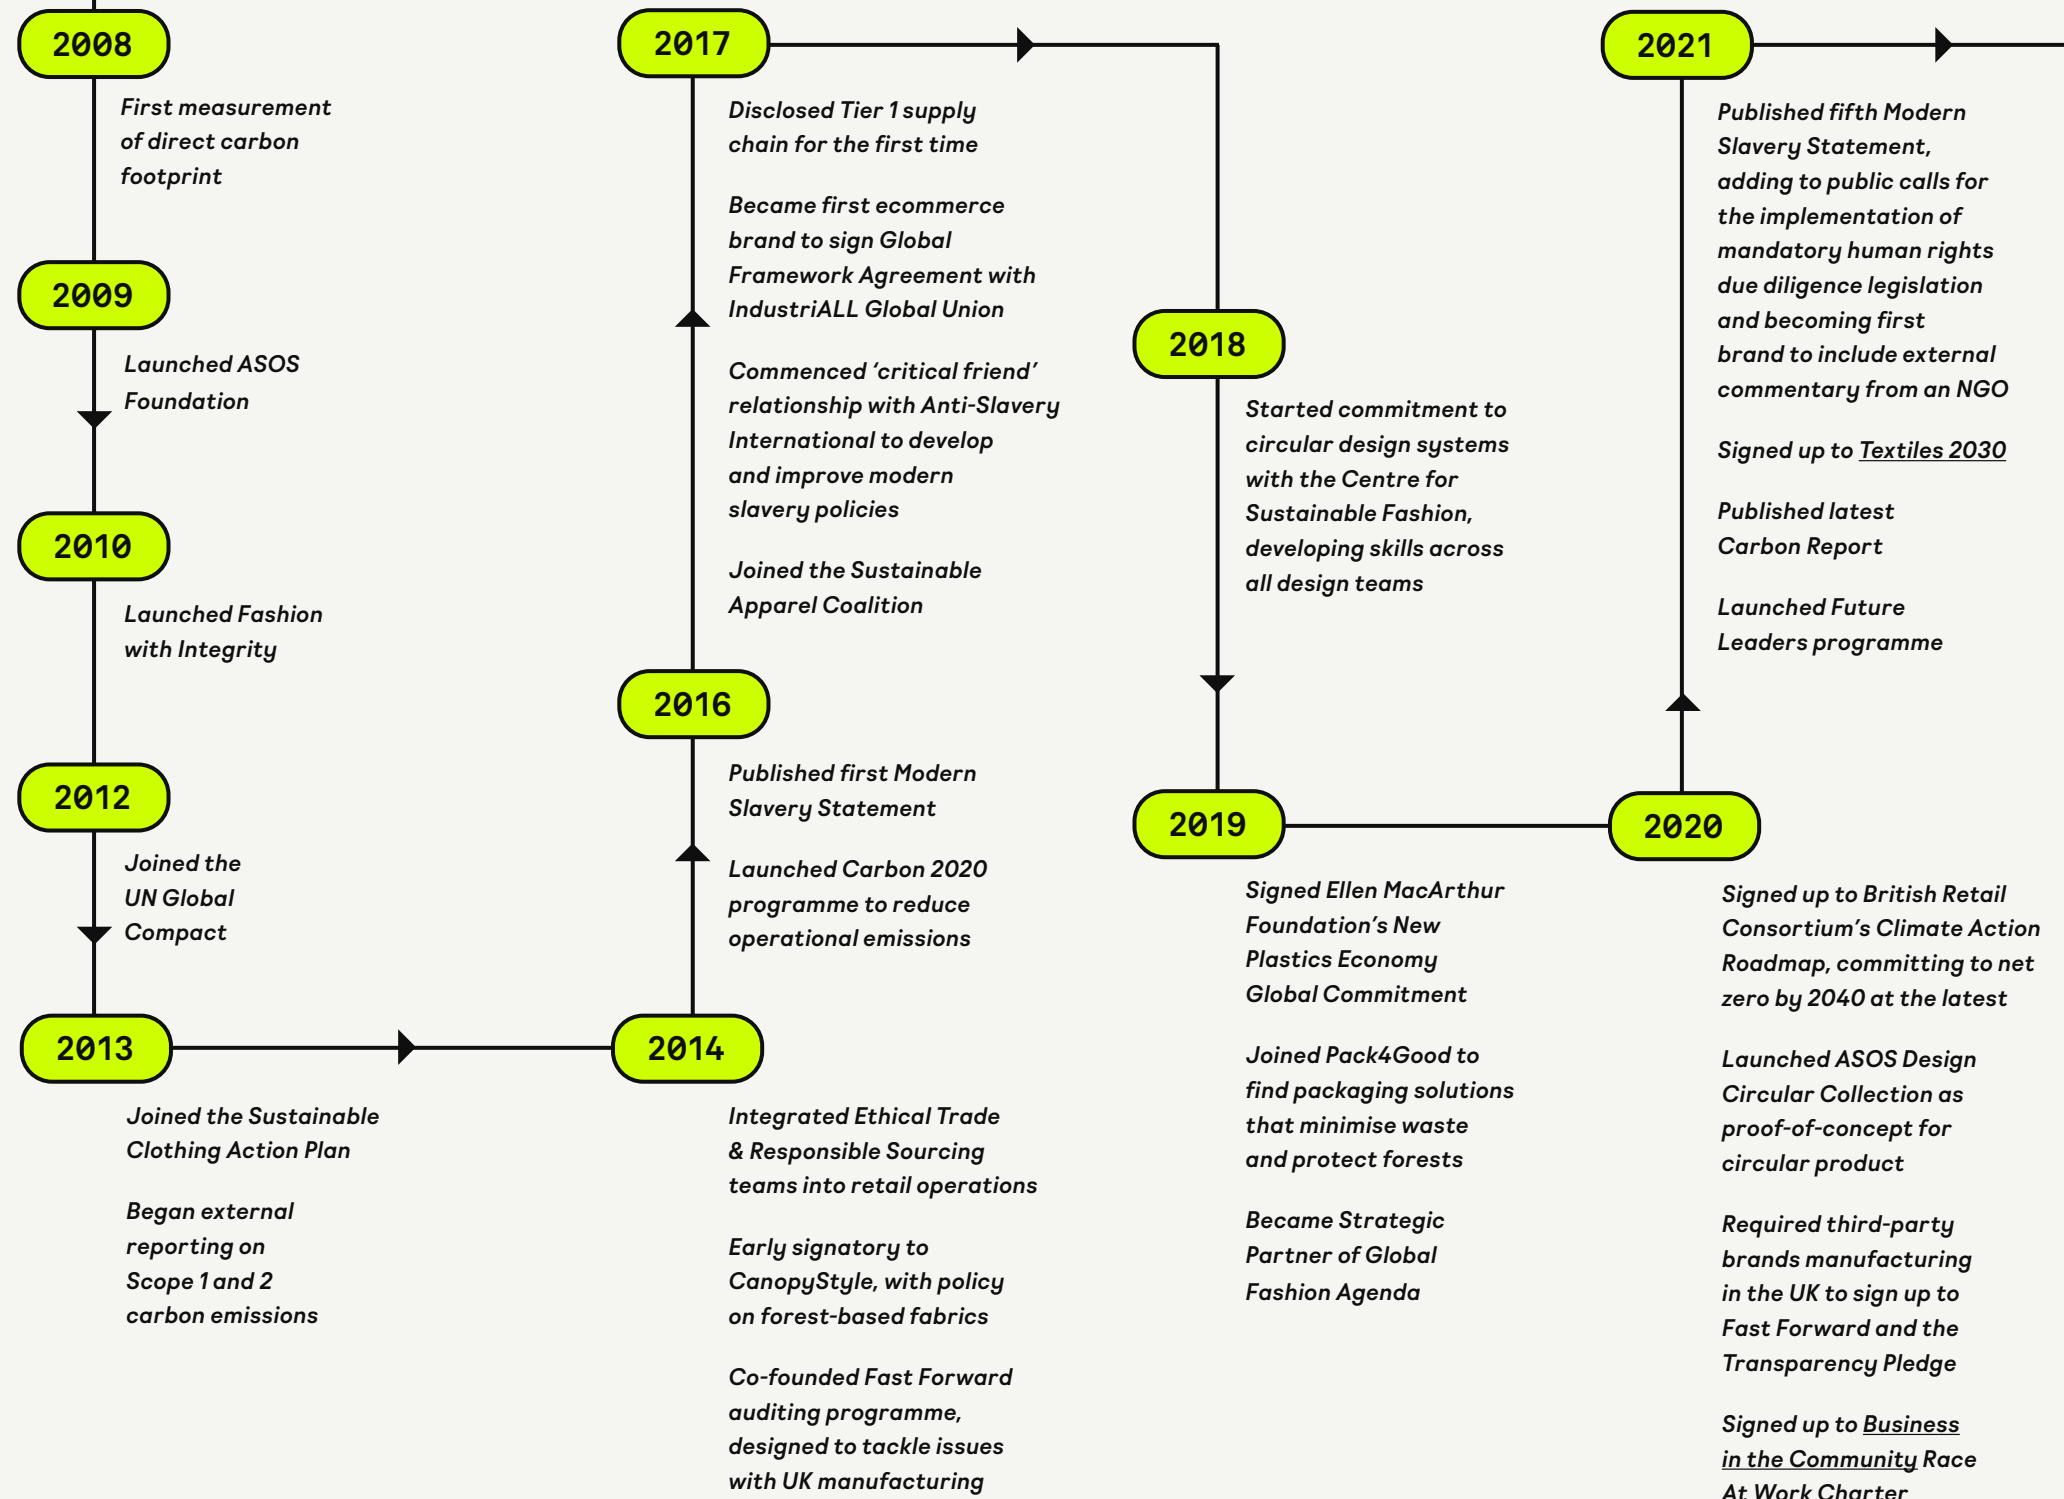 2008
First measurement
of direct carbon
footprint
2009
Launched ASOS
Foundation
2010
Launched Fashion
with Integrity
2012
Joined the
UN Global
Compact
2013
Joined the Sustainable
Clothing Action Plan
Began external
reporting on
Scope 1 and 2
carbon emissions
2014
Integrated Ethical Trade
& Responsible Sourcing
teams into retail operations
Early signatory to
CanopyStyle, with policy
on forest-based fabrics
Co-founded Fast Forward
auditing programme,
designed to tackle issues
with UK manufacturing
2016
Published first Modern
Slavery Statement
Launched Carbon 2020
programme to reduce
operational emissions
2017
Disclosed Tier 1 supply
chain for the first time
Became first ecommerce
brand to sign Global
Framework Agreement with
IndustriALL Global Union
Commenced ‘critical friend’
relationship with Anti-Slavery
International to develop
and improve modern
slavery policies
Joined the Sustainable
Apparel Coalition
2018
Started commitment to
circular design systems
with the Centre for
Sustainable Fashion,
developing skills across
all design teams
2019
Signed Ellen MacArthur
Foundation’s New
Plastics Economy
Global Commitment
Joined Pack4Good to
find packaging solutions
that minimise waste
and protect forests
Became Strategic
Partner of Global
Fashion Agenda
2020
Signed up to British Retail
Consortium’s Climate Action
Roadmap, committing to net
zero by 2040 at the latest
Launched ASOS Design
Circular Collection as
proof-of-concept for
circular product
Required third-party
brands manufacturing
in the UK to sign up to
Fast Forward and the
Transparency Pledge
Signed up to Business
in the Community Race
At Work Charter
2021
Published fifth Modern
Slavery Statement,
adding to public calls for
the implementation of
mandatory human rights
due diligence legislation
and becoming first
brand to include external
commentary from an NGO
Signed up to Textiles 2030
Published latest
Carbon Report
Launched Future
Leaders programme